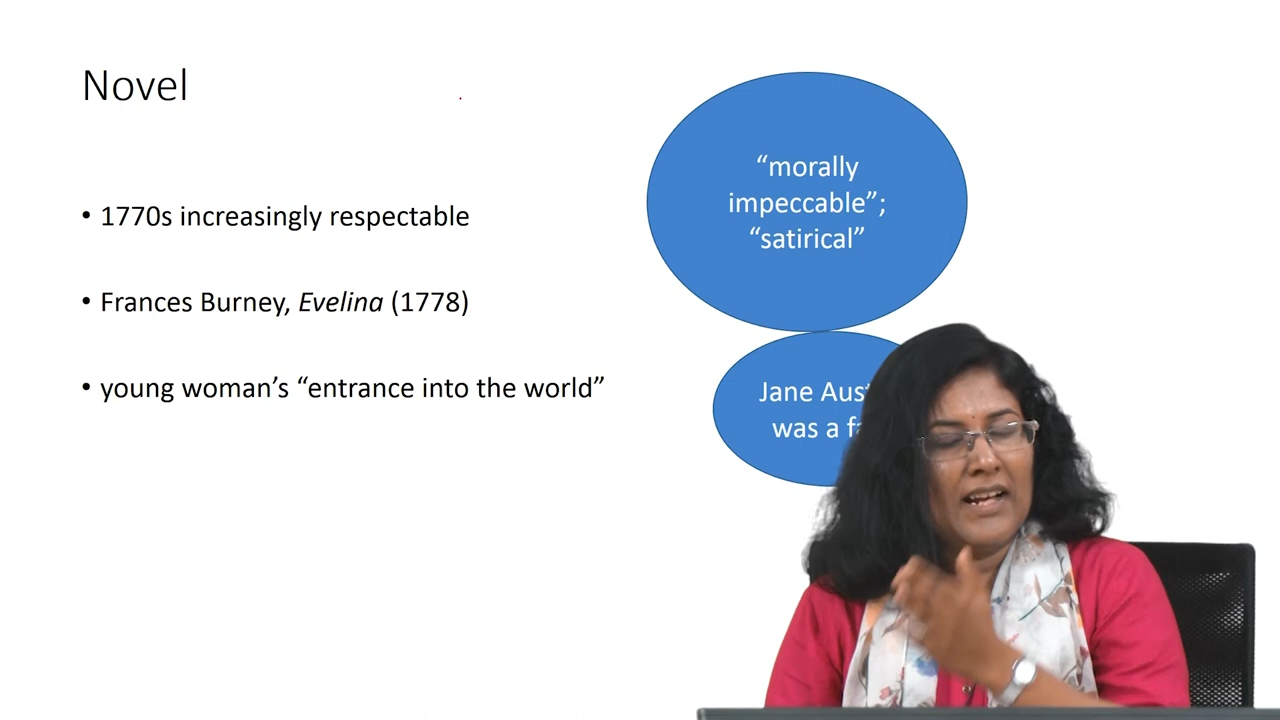 Novel
• 1770s increasingly respectable
• Frances Burney, Evelina (1778)
• young woman’s “entrance into the world”
“morally
impeccable”;
“satirical”
Jane
was a